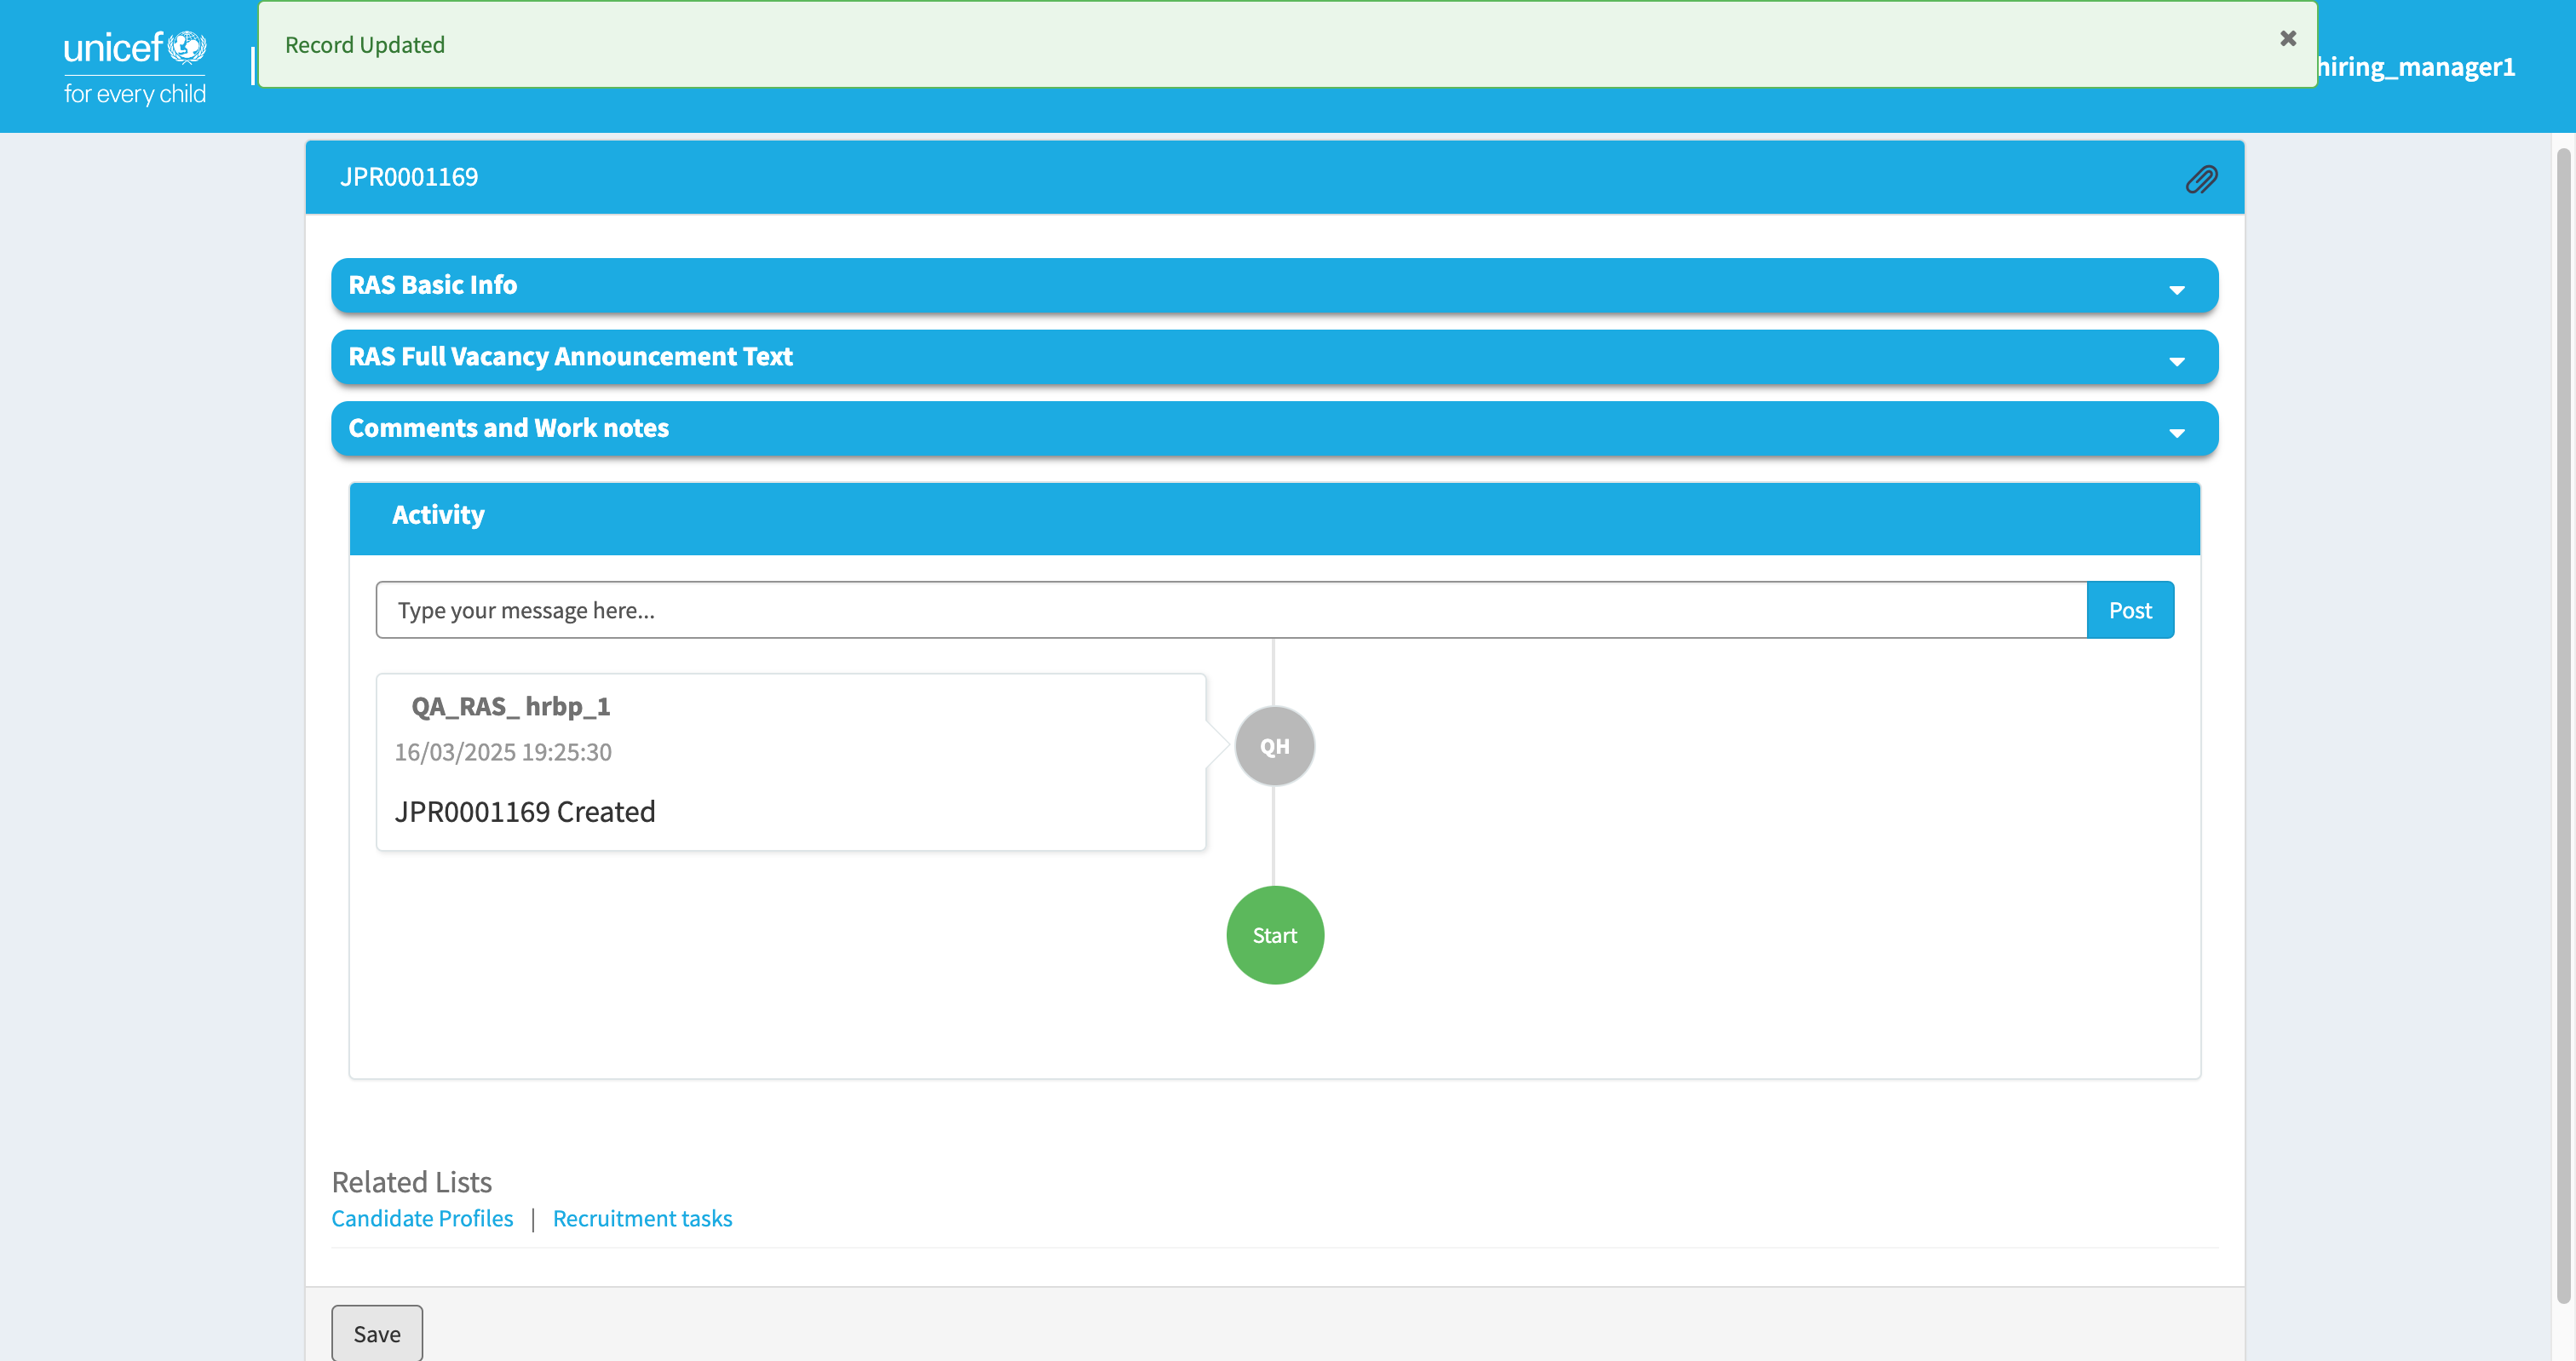 unicef
for every child
Record Updated
hiring_manager1
JPR0001169
RAS Basic Info
RAS Full Vacancy Announcement Text
Comments and Work notes
Activity
Type your message here...
Post
QA_RAS_ hrbp_1
16/03/2025 19:25:30
JPR0001169 Created
QH
Start
Related Lists
Candidate Profiles | Recruitment tasks
Save